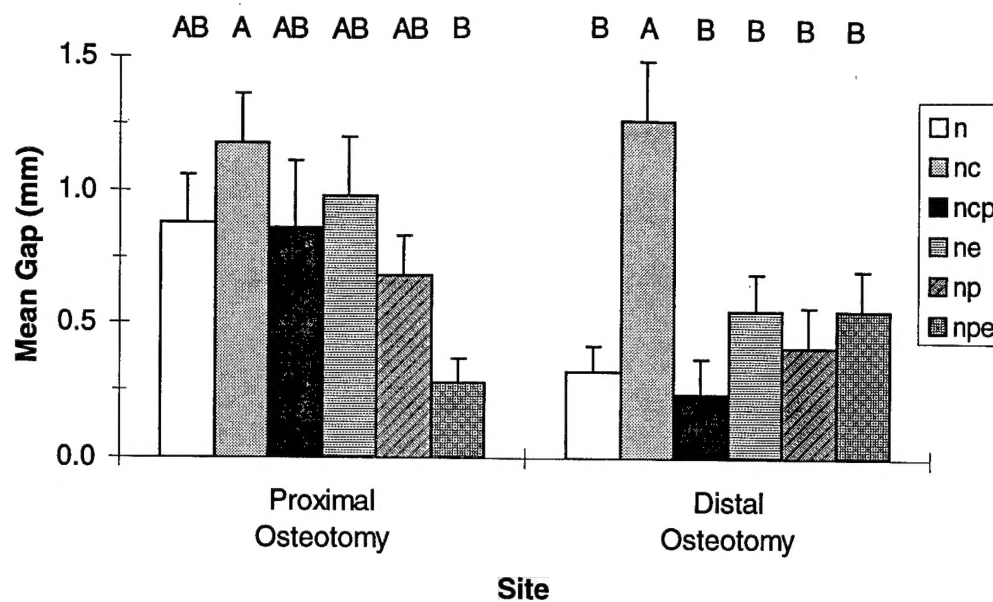 AB A AB AB AB B B A B B B B
1.5
1.0
0.5
0.0
Mean Gap (mm)
Proximal
Osteotomy
Distal
Osteotomy
Site
n
nc
ncp
ne
np
npe